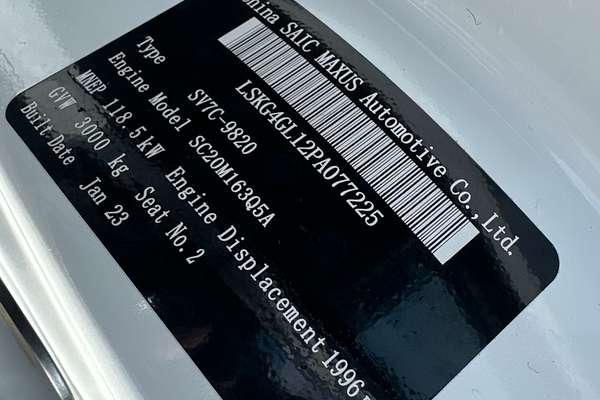 China SAIC MAXUS Automotive Co.,Ltd.
LSKG4GL12PA077225
Type SV7C-9820
Engine Model SC20M163Q5A
MNEP 118.5kW Engine Displacement 1996
GVW 3000 kg Seat No.2
Built Date Jan 23